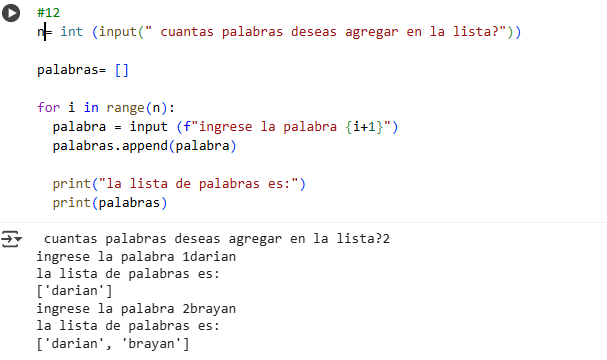 #12
n= int (input(" cuantas palabras deseas agregar en la lista?"))
palabras= []
for i in range(n):
palabra = input (f"ingrese la palabra {i+1}")
palabras.append(palabra)
print("la lista de palabras es:")
print(palabras)
cuantas palabras deseas agregar en la lista?2
ingrese la palabra 1darian
la lista de palabras es:
['darian']
ingrese la palabra 2brayan
la lista de palabras es:
['darian', 'brayan']